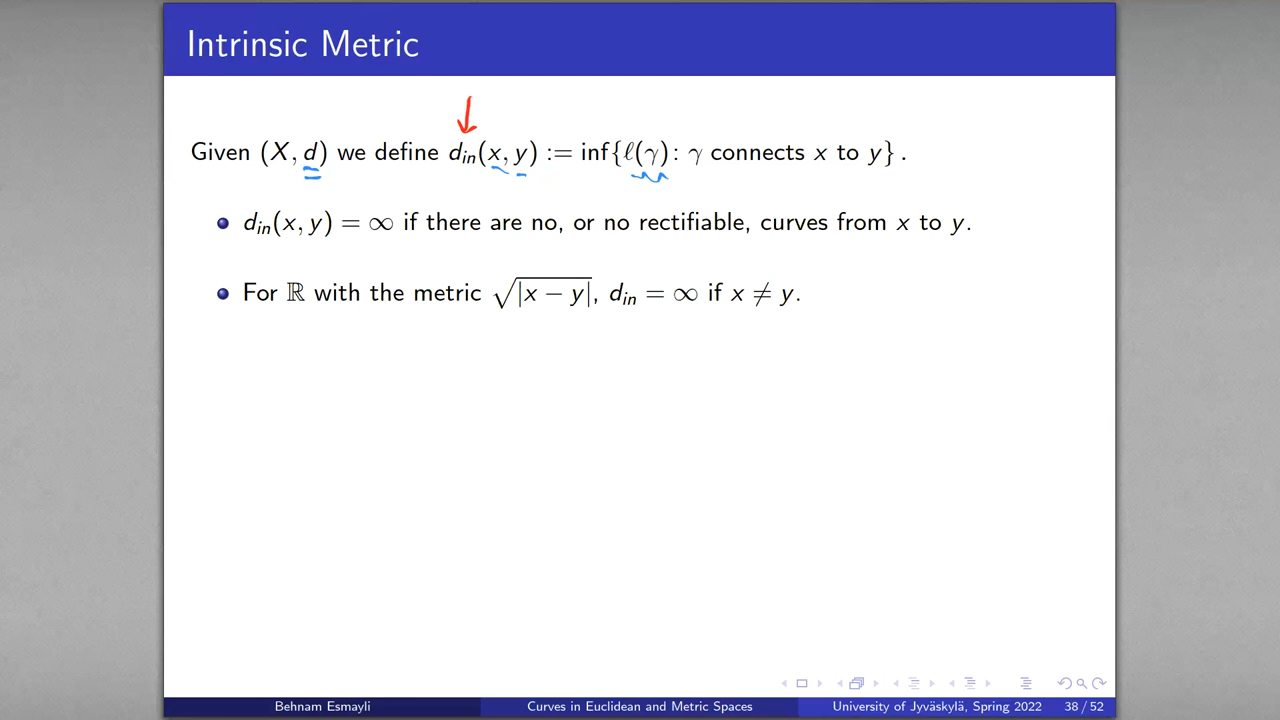 Intrinsic Metric
Given (X, d) we define d_in(x, y) := inf{ℓ(γ): γ connects x to y} .
d_in(x, y) = ∞ if there are no, or no rectifiable, curves from x to y.
For ℝ with the metric √|x − y|, d_in = ∞ if x ≠ y.
Behnam Esmayli
Curves in Euclidean and Metric Spaces
University of Jyväskylä, Spring 2022
38 / 52